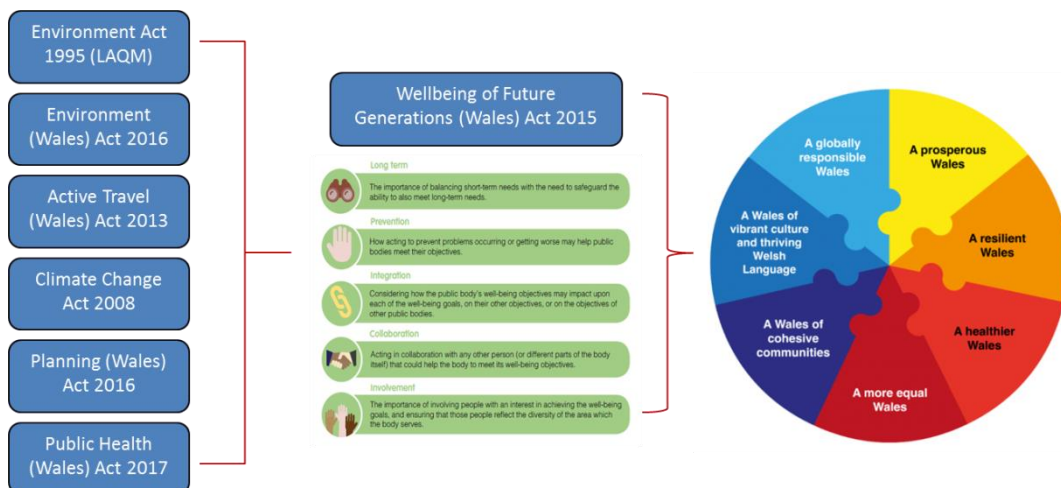 Environment Act
1995 (LAQM)
Environment
(Wales) Act 2016
Active Travel
(Wales) Act 2013
Climate Change
Act 2008
Planning (Wales)
Act 2016
Public Health
(Wales) Act 2017
Wellbeing of Future
Generations (Wales) Act 2015
Long term
The importance of balancing short-term needs with the need to safeguard the
ability to also meet long-term needs.
Prevention
How acting to prevent problems occurring or getting worse may help public
bodies meet their objectives.
Integration
Considering how the public body's well-being objectives may impact upon
each of the well-being goals, on their other objectives, or on the objectives of
other public bodies.
Collaboration
Acting in collaboration with any other person (or different parts of the body
itself) that could help the body to meet its well-being objectives.
Involvement
The importance of involving people with an interest in achieving the well-being
goals, and ensuring that those people reflect the diversity of the area which
the body serves.
A globally
responsible
Wales
A prosperous
Wales
A resilient
Wales
A healthier
Wales
A more equal
Wales
A Wales of
cohesive
communities
A Wales of
vibrant culture
and thriving
Welsh
Language